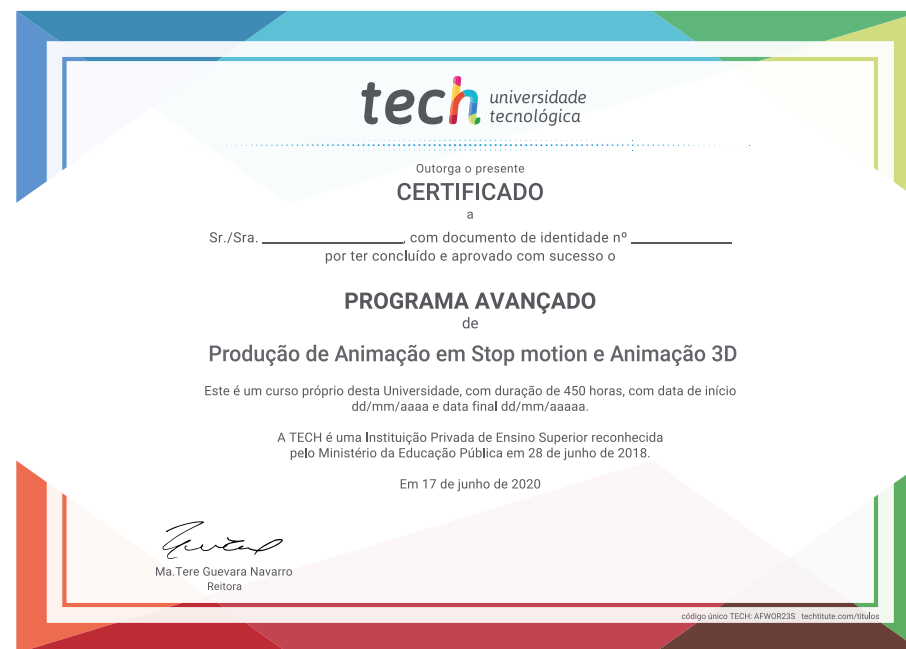 tech universidade
tecnológica
Outorga o presente
CERTIFICADO
a
Sr./Sra. ____________________, com documento de identidade nº ______________
por ter concluído e aprovado com sucesso o
PROGRAMA AVANÇADO
de
Produção de Animação em Stop motion e Animação 3D
Este é um curso próprio desta Universidade, com duração de 450 horas, com data de início
dd/mm/aaaa e data final dd/mm/aaaaa.
A TECH é uma Instituição Privada de Ensino Superior reconhecida
pelo Ministério da Educação Pública em 28 de junho de 2018.
Em 17 de junho de 2020
Ma.Tere Guevara Navarro
Reitora
código único TECH: AFWOR23S techtitute.com/titulos